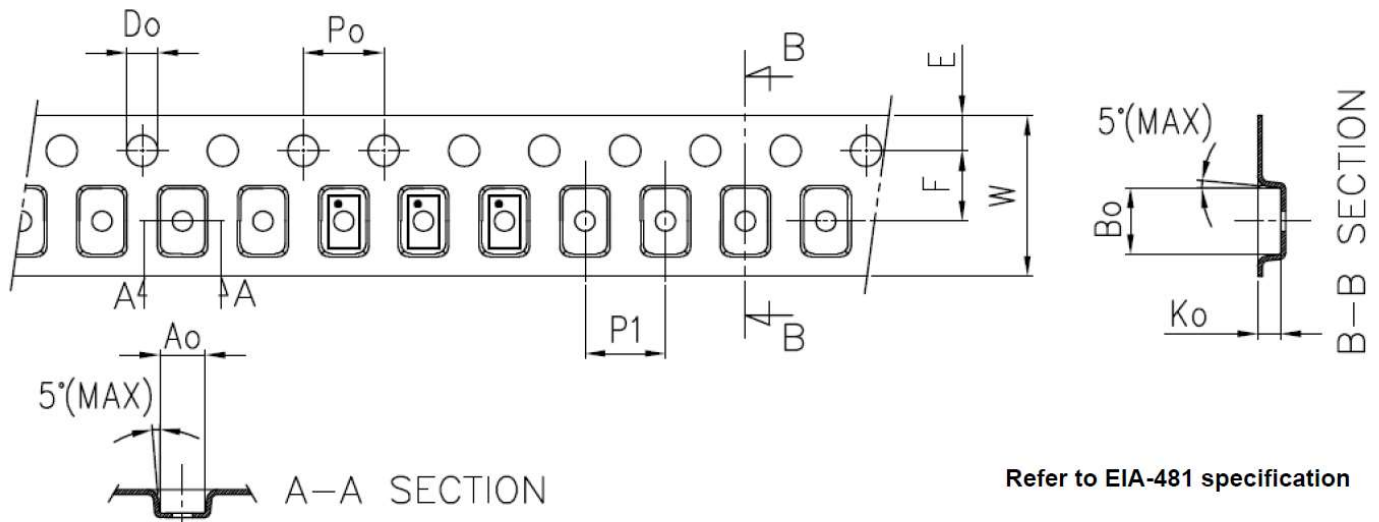 Do
Po
B
E
5°(MAX)
F
W
Bo
B-B SECTION
A
A
Ko
P1
B
Ao
5°(MAX)
A-A SECTION
Refer to EIA-481 specification